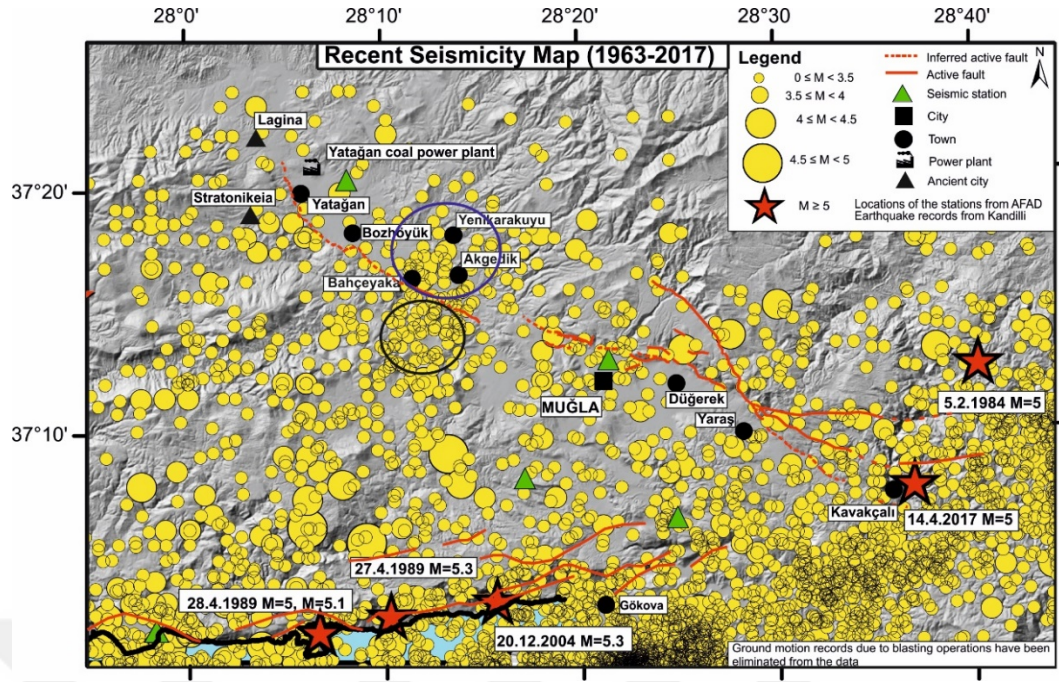 28°0' 28°10' 28°20' 28°30' 28°40'
Recent Seismicity Map (1963-2017)
Legend
0 ≤ M < 3.5
3.5 ≤ M < 4
4 ≤ M < 4.5
4.5 ≤ M < 5
M ≥ 5
Inferred active fault
Active fault
Seismic station
City
Town
Power plant
Ancient city
Locations of the stations from AFAD
Earthquake records from Kandilli
N
Lagina
Yatağan coal power plant
37°20'
Stratonikeia
Yatağan
Yenikarakuyu
Bozhöyük
Akgedik
Bahçeyaka
MUĞLA
Düğerek
5.2.1984 M=5
37°10'
Yaraş
Kavakçalı
14.4.2017 M=5
27.4.1989 M=5.3
28.4.1989 M=5, M=5.1
Gökova
20.12.2004 M=5.3
Ground motion records due to blasting operations have been
eliminated from the data